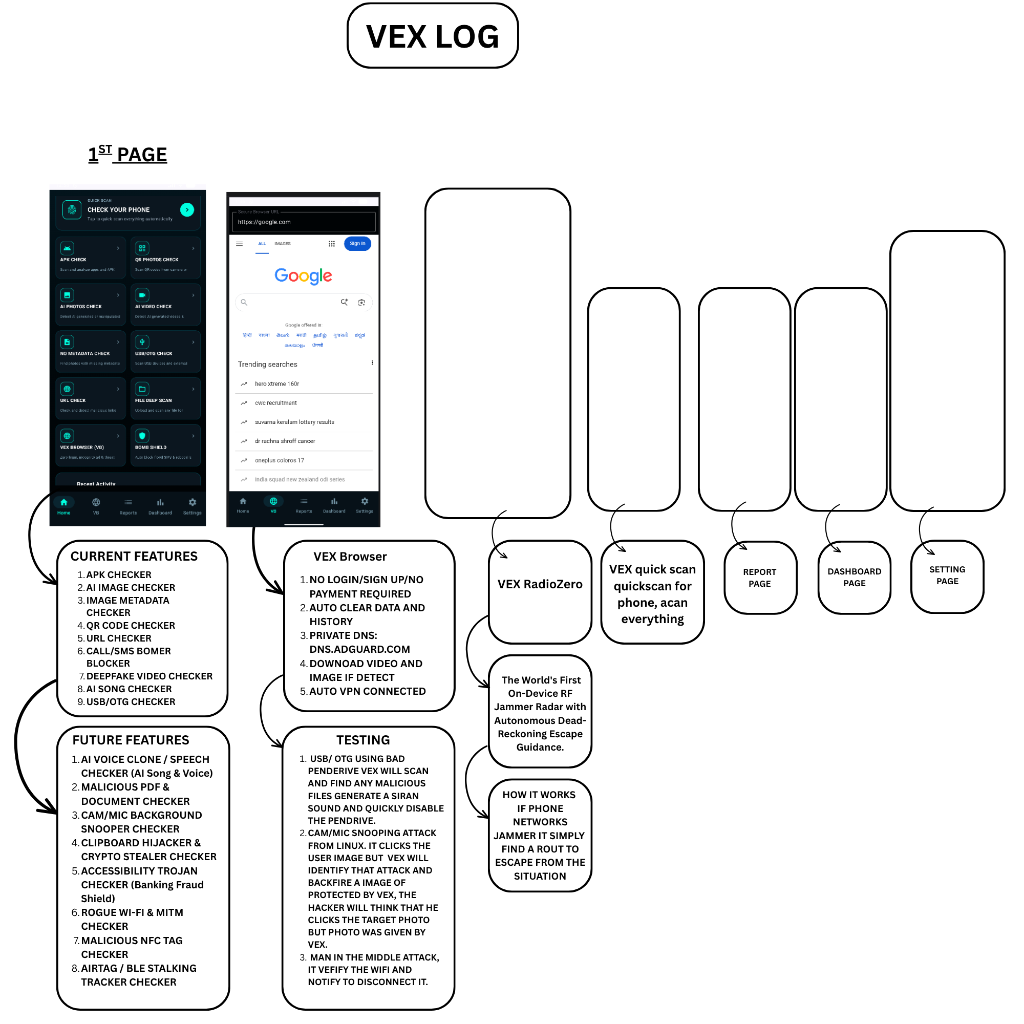 VEX LOG
1ST PAGE
QUICK SCAN
CHECK YOUR PHONE
APK CHECK
QR PHOTOS CHECK
AI PHOTOS CHECK
AI VIDEO CHECK
NO METADATA CHECK
USB/OTG CHECK
URL CHECK
FILE DEEP SCAN
VEX BROWSER (VB)
BOMB SHIELD
Recent Activity
Home
VB
Reports
Dashboard
Settings
https://google.com
ALL
IMAGES
Sign in
Google
Google offered in
हिन्दी বাংলা తెలుగు मराठी தமிழ் ગુજરાતી ಕನ್ನಡ
മലയാളം ਪੰਜਾਬੀ
Trending searches
hero xtreme 160r
cwc recruitment
suvarna keralam lottery results
dr rachna shroff cancer
oneplus coloros 17
india squad new zealand odi series
Home
VB
Reports
Dashboard
Settings
CURRENT FEATURES
1. APK CHECKER
2. AI IMAGE CHECKER
3. IMAGE METADATA
CHECKER
4. QR CODE CHECKER
5. URL CHECKER
6. CALL/SMS BOMER
BLOCKER
7. DEEPFAKE VIDEO CHECKER
8. AI SONG CHECKER
9. USB/OTG CHECKER
FUTURE FEATURES
1. AI VOICE CLONE / SPEECH
CHECKER (AI Song & Voice)
2. MALICIOUS PDF &
DOCUMENT CHECKER
3. CAM/MIC BACKGROUND
SNOOPER CHECKER
4. CLIPBOARD HIJACKER &
CRYPTO STEALER CHECKER
5. ACCESSIBILITY TROJAN
CHECKER (Banking Fraud
Shield)
6. ROGUE WI-FI & MITM
CHECKER
7. MALICIOUS NFC TAG
CHECKER
8. AIRTAG / BLE STALKING
TRACKER CHECKER
VEX Browser
1. NO LOGIN/SIGN UP/NO
PAYMENT REQUIRED
2. AUTO CLEAR DATA AND
HISTORY
3. PRIVATE DNS:
DNS.ADGUARD.COM
4. DOWNOAD VIDEO AND
IMAGE IF DETECT
5. AUTO VPN CONNECTED
TESTING
1. USB/ OTG USING BAD
PENDERIVE VEX WILL SCAN
AND FIND ANY MALICIOUS
FILES GENERATE A SIRAN
SOUND AND QUICKLY DISABLE
THE PENDRIVE.
2. CAM/MIC SNOOPING ATTACK
FROM LINUX. IT CLICKS THE
USER IMAGE BUT VEX WILL
IDENTIFY THAT ATTACK AND
BACKFIRE A IMAGE OF
PROTECTED BY VEX, THE
HACKER WILL THINK THAT HE
CLICKS THE TARGET PHOTO
BUT PHOTO WAS GIVEN BY
VEX.
3. MAN IN THE MIDDLE ATTACK,
IT VEFIFY THE WIFI AND
NOTIFY TO DISCONNECT IT.
VEX RadioZero
The World's First
On-Device RF
Jammer Radar with
Autonomous Dead-
Reckoning Escape
Guidance.
HOW IT WORKS
IF PHONE
NETWORKS
JAMMER IT SIMPLY
FIND A ROUT TO
ESCAPE FROM THE
SITUATION
VEX quick scan
quickscan for
phone, acan
everything
REPORT
PAGE
DASHBOARD
PAGE
SETTING
PAGE